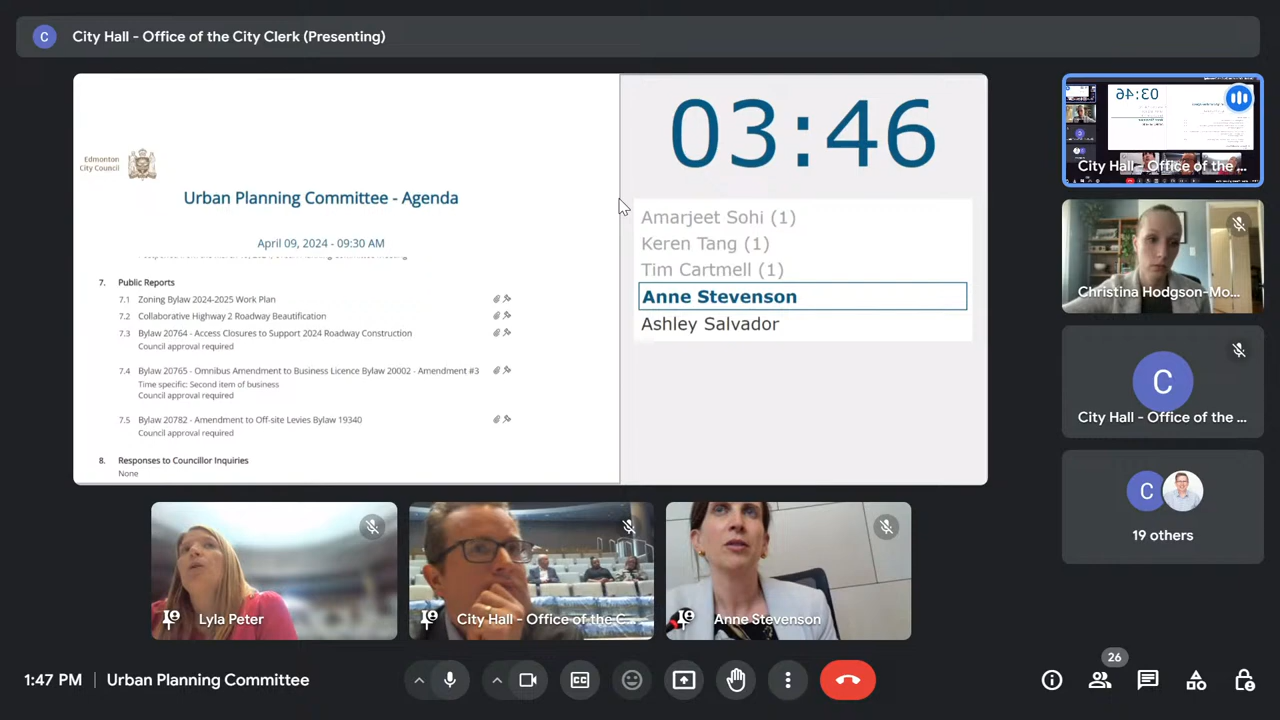 C
City Hall - Office of the City Clerk (Presenting)
Edmonton
City Council
Urban Planning Committee - Agenda
April 09, 2024 - 09:30 AM
7. Public Reports
7.1 Zoning Bylaw 2024-2025 Work Plan
7.2 Collaborative Highway 2 Roadway Beautification
7.3 Bylaw 20764 - Access Closures to Support 2024 Roadway Construction
Council approval required
7.4 Bylaw 20765 - Omnibus Amendment to Business Licence Bylaw 20002 - Amendment #3
Time specific: Second item of business
Council approval required
7.5 Bylaw 20782 - Amendment to Off-site Levies Bylaw 19340
Council approval required
8. Responses to Councillor Inquiries
None
03:46
Amarjeet Sohi (1)
Keren Tang (1)
Tim Cartmell (1)
Anne Stevenson
Ashley Salvador
03:46
City Hall - Office of the ...
Christina Hodgson-Mo...
C
City Hall - Office of the ...
C
19 others
Lyla Peter
City Hall - Office of the C...
Anne Stevenson
1:47 PM | Urban Planning Committee
CC
26